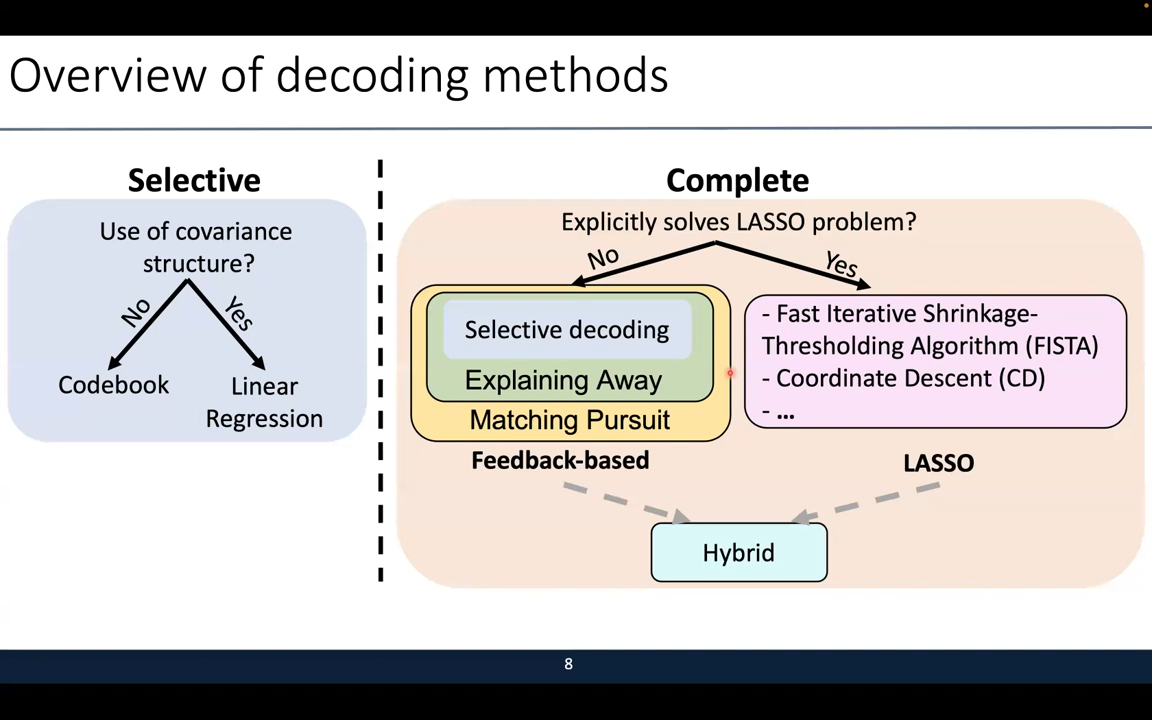 Overview of decoding methods
Selective
Use of covariance
structure?
No
Yes
Codebook
Linear
Regression
Complete
Explicitly solves LASSO problem?
No
Yes
Selective decoding
Explaining Away
Matching Pursuit
Feedback-based
- Fast Iterative Shrinkage-
Thresholding Algorithm (FISTA)
- Coordinate Descent (CD)
- ...
LASSO
Hybrid
8